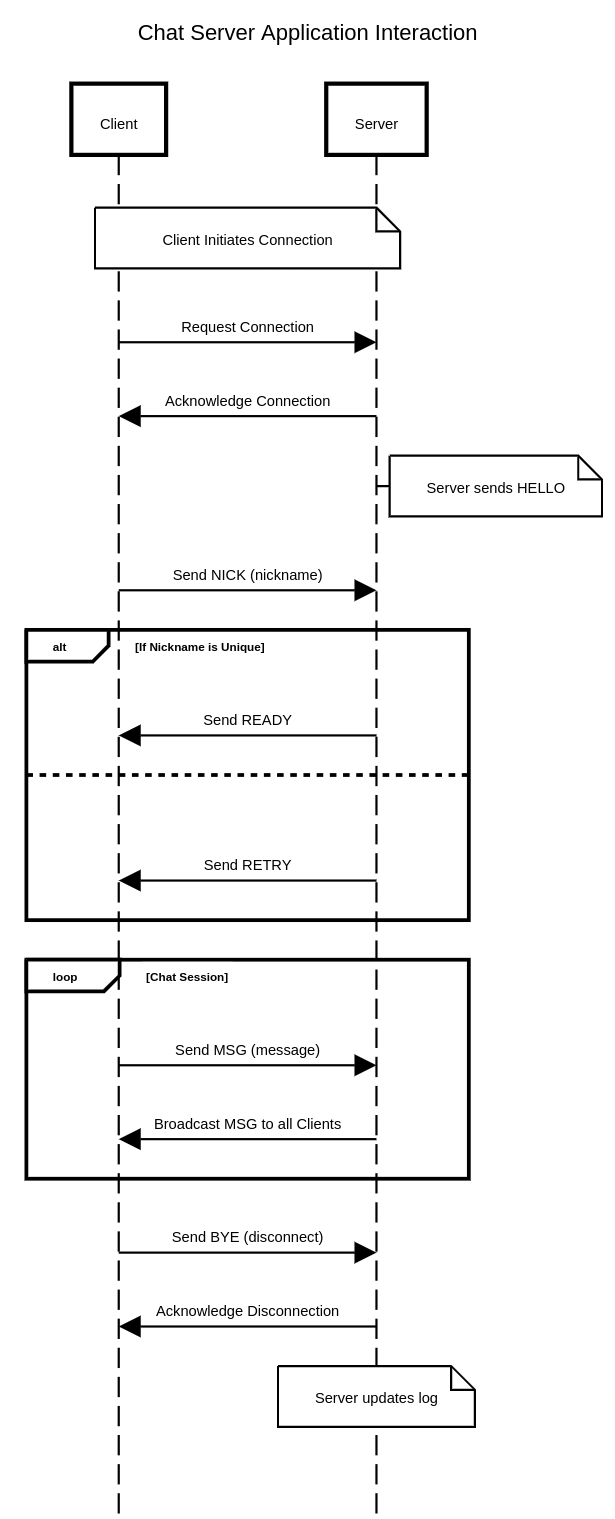 Chat Server Application Interaction
Client
Server
Client Initiates Connection
Request Connection
Acknowledge Connection
Server sends HELLO
Send NICK (nickname)
alt
[If Nickname is Unique]
Send READY
Send RETRY
loop
[Chat Session]
Send MSG (message)
Broadcast MSG to all Clients
Send BYE (disconnect)
Acknowledge Disconnection
Server updates log